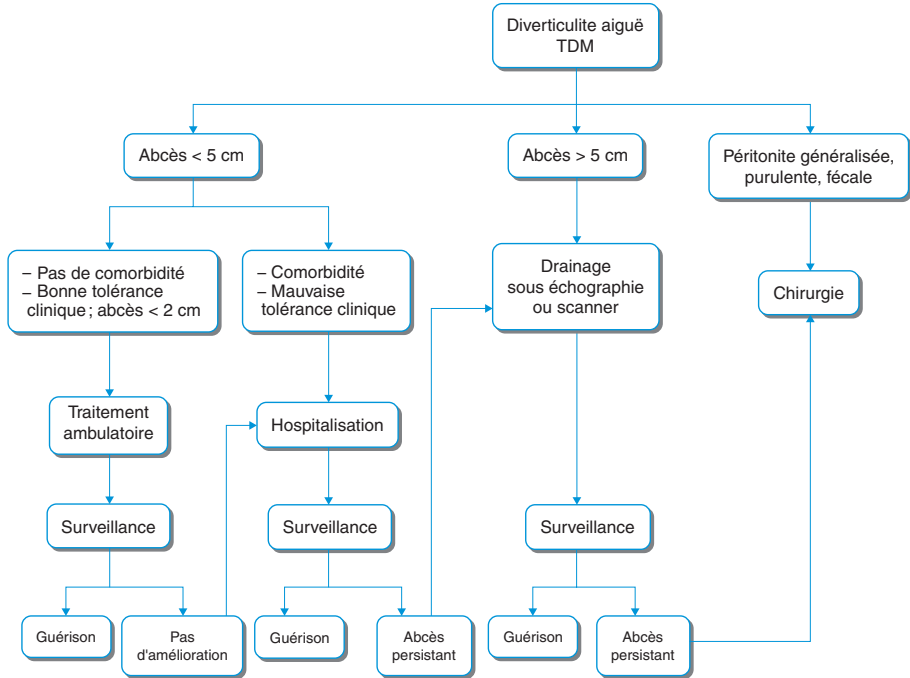 Diverticulite aiguë
TDM
Abcès < 5 cm
Abcès > 5 cm
Péritonite généralisée,
purulente, fécale
– Pas de comorbidité
– Bonne tolérance
clinique ; abcès < 2 cm
– Comorbidité
– Mauvaise
tolérance clinique
Drainage
sous échographie
ou scanner
Chirurgie
Traitement
ambulatoire
Hospitalisation
Surveillance
Surveillance
Surveillance
Guérison
Pas
d'amélioration
Guérison
Abcès
persistant
Guérison
Abcès
persistant